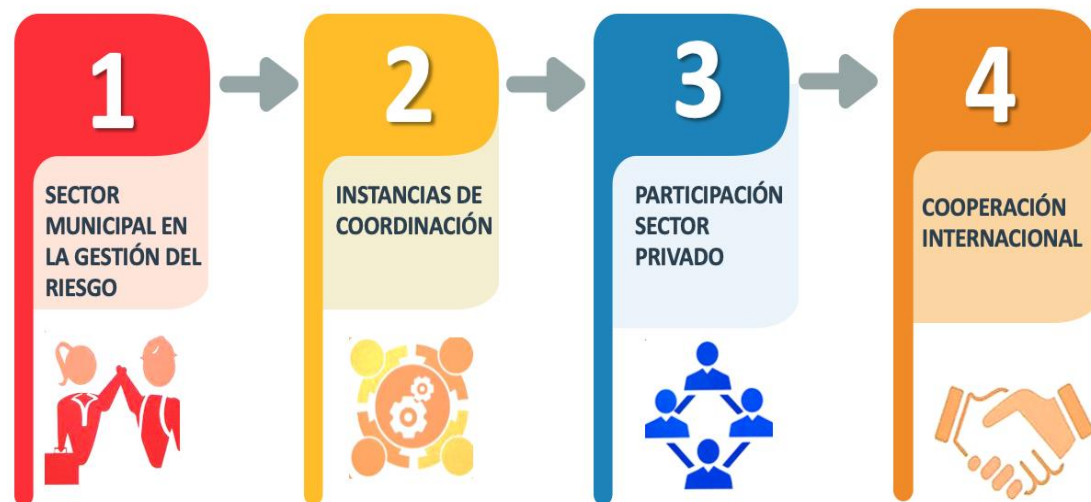 1
SECTOR
MUNICIPAL EN
LA GESTIÓN DEL
RIESGO
2
INSTANCIAS DE
COORDINACIÓN
3
PARTICIPACIÓN
SECTOR
PRIVADO
4
COOPERACIÓN
INTERNACIONAL